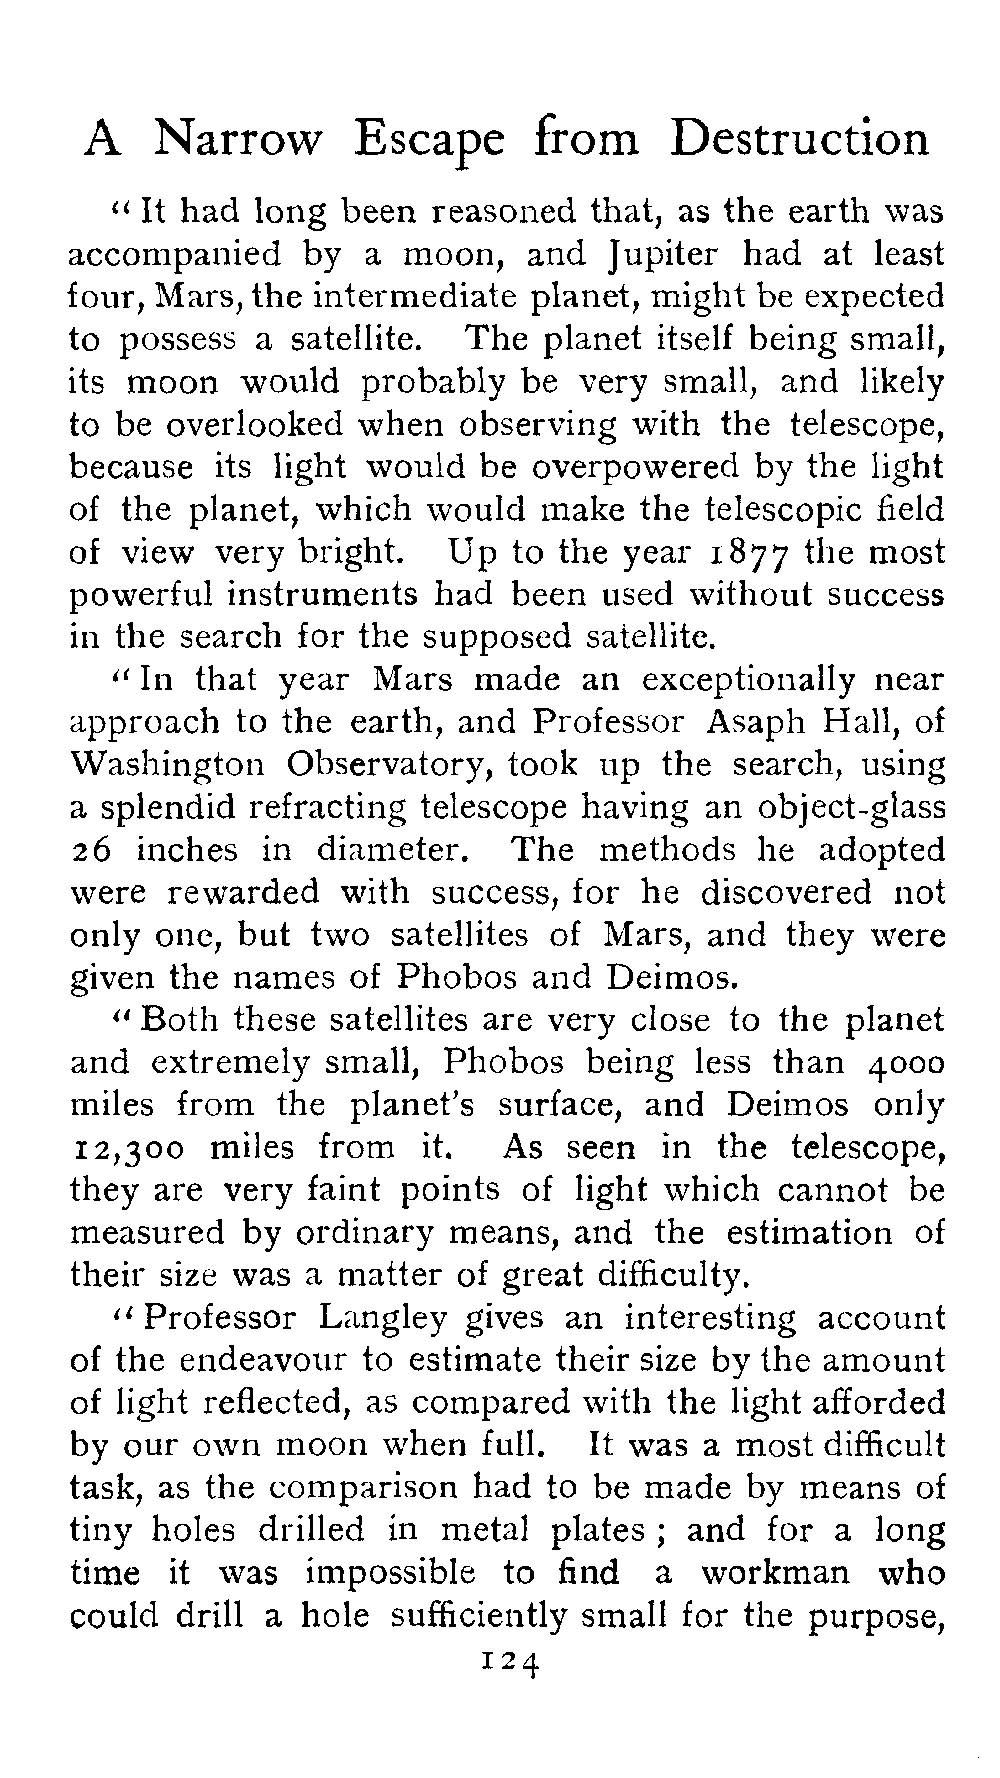 A Narrow Escape from Destruction
“ It had long been reasoned that, as the earth was
accompanied by a moon, and Jupiter had at least
four, Mars, the intermediate planet, might be expected
to possess a satellite. The planet itself being small,
its moon would probably be very small, and likely
to be overlooked when observing with the telescope,
because its light would be overpowered by the light
of the planet, which would make the telescopic field
of view very bright. Up to the year 1877 the most
powerful instruments had been used without success
in the search for the supposed satellite.
“ In that year Mars made an exceptionally near
approach to the earth, and Professor Asaph Hall, of
Washington Observatory, took up the search, using
a splendid refracting telescope having an object-glass
26 inches in diameter. The methods he adopted
were rewarded with success, for he discovered not
only one, but two satellites of Mars, and they were
given the names of Phobos and Deimos.
“ Both these satellites are very close to the planet
and extremely small, Phobos being less than 4000
miles from the planet's surface, and Deimos only
12,300 miles from it. As seen in the telescope,
they are very faint points of light which cannot be
measured by ordinary means, and the estimation of
their size was a matter of great difficulty.
“ Professor Langley gives an interesting account
of the endeavour to estimate their size by the amount
of light reflected, as compared with the light afforded
by our own moon when full. It was a most difficult
task, as the comparison had to be made by means of
tiny holes drilled in metal plates ; and for a long
time it was impossible to find a workman who
could drill a hole sufficiently small for the purpose,
124